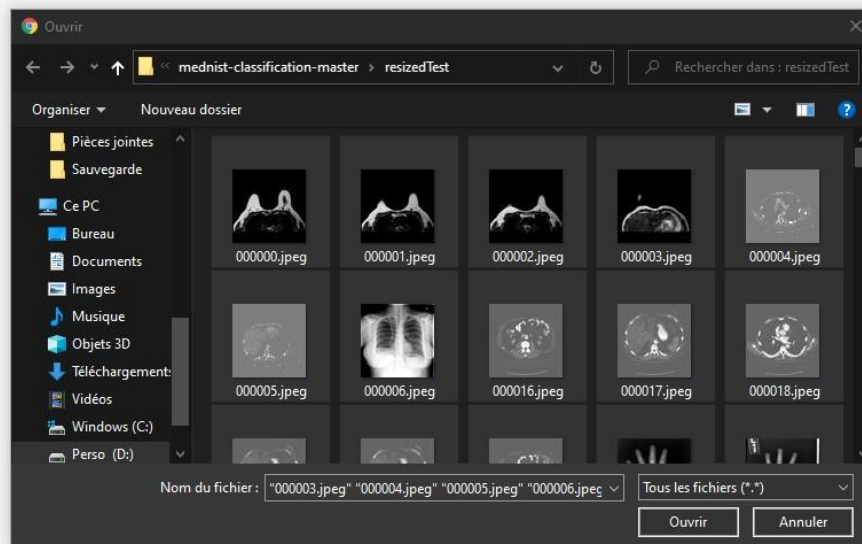 Ouvrir
mednist-classification-master > resizedTest
Rechercher dans : resizedTest
Organiser
Nouveau dossier
Pièces jointes
Sauvegarde
Ce PC
Bureau
Documents
Images
Musique
Objets 3D
Téléchargements
Vidéos
Windows (C:)
Perso (D:)
000000.jpeg
000001.jpeg
000002.jpeg
000003.jpeg
000004.jpeg
000005.jpeg
000006.jpeg
000016.jpeg
000017.jpeg
000018.jpeg
Nom du fichier : "000003.jpeg" "000004.jpeg" "000005.jpeg" "000006.jpeg
Tous les fichiers (*.*)
Ouvrir
Annuler